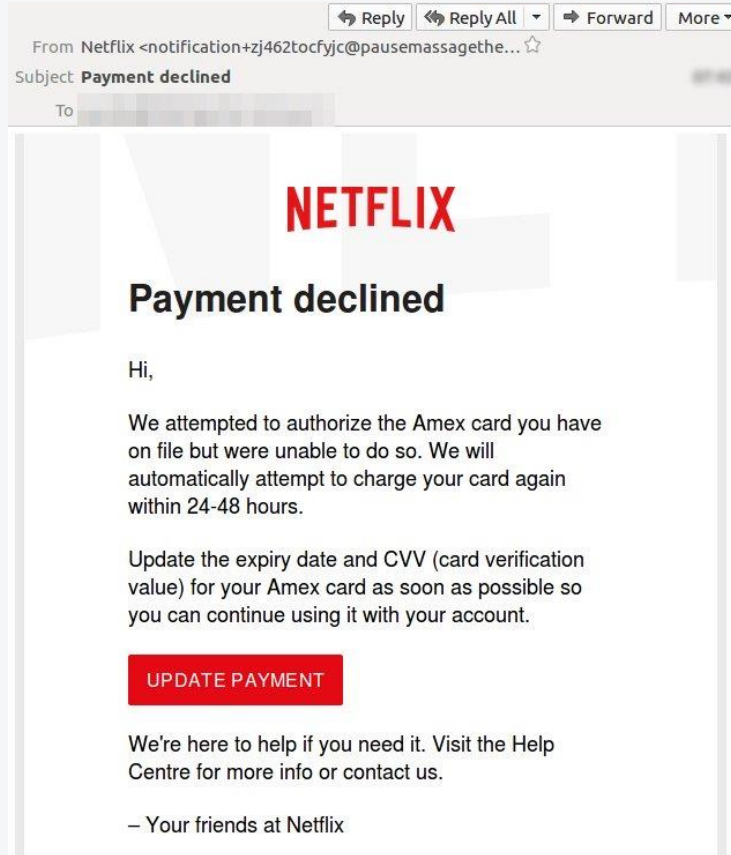 Reply Reply All Forward More
From Netflix <notification+zj462tocfyjc@pausemassagethe...
Subject Payment declined
To
NETFLIX
Payment declined
Hi,
We attempted to authorize the Amex card you have
on file but were unable to do so. We will
automatically attempt to charge your card again
within 24-48 hours.
Update the expiry date and CVV (card verification
value) for your Amex card as soon as possible so
you can continue using it with your account.
UPDATE PAYMENT
We're here to help if you need it. Visit the Help
Centre for more info or contact us.
– Your friends at Netflix